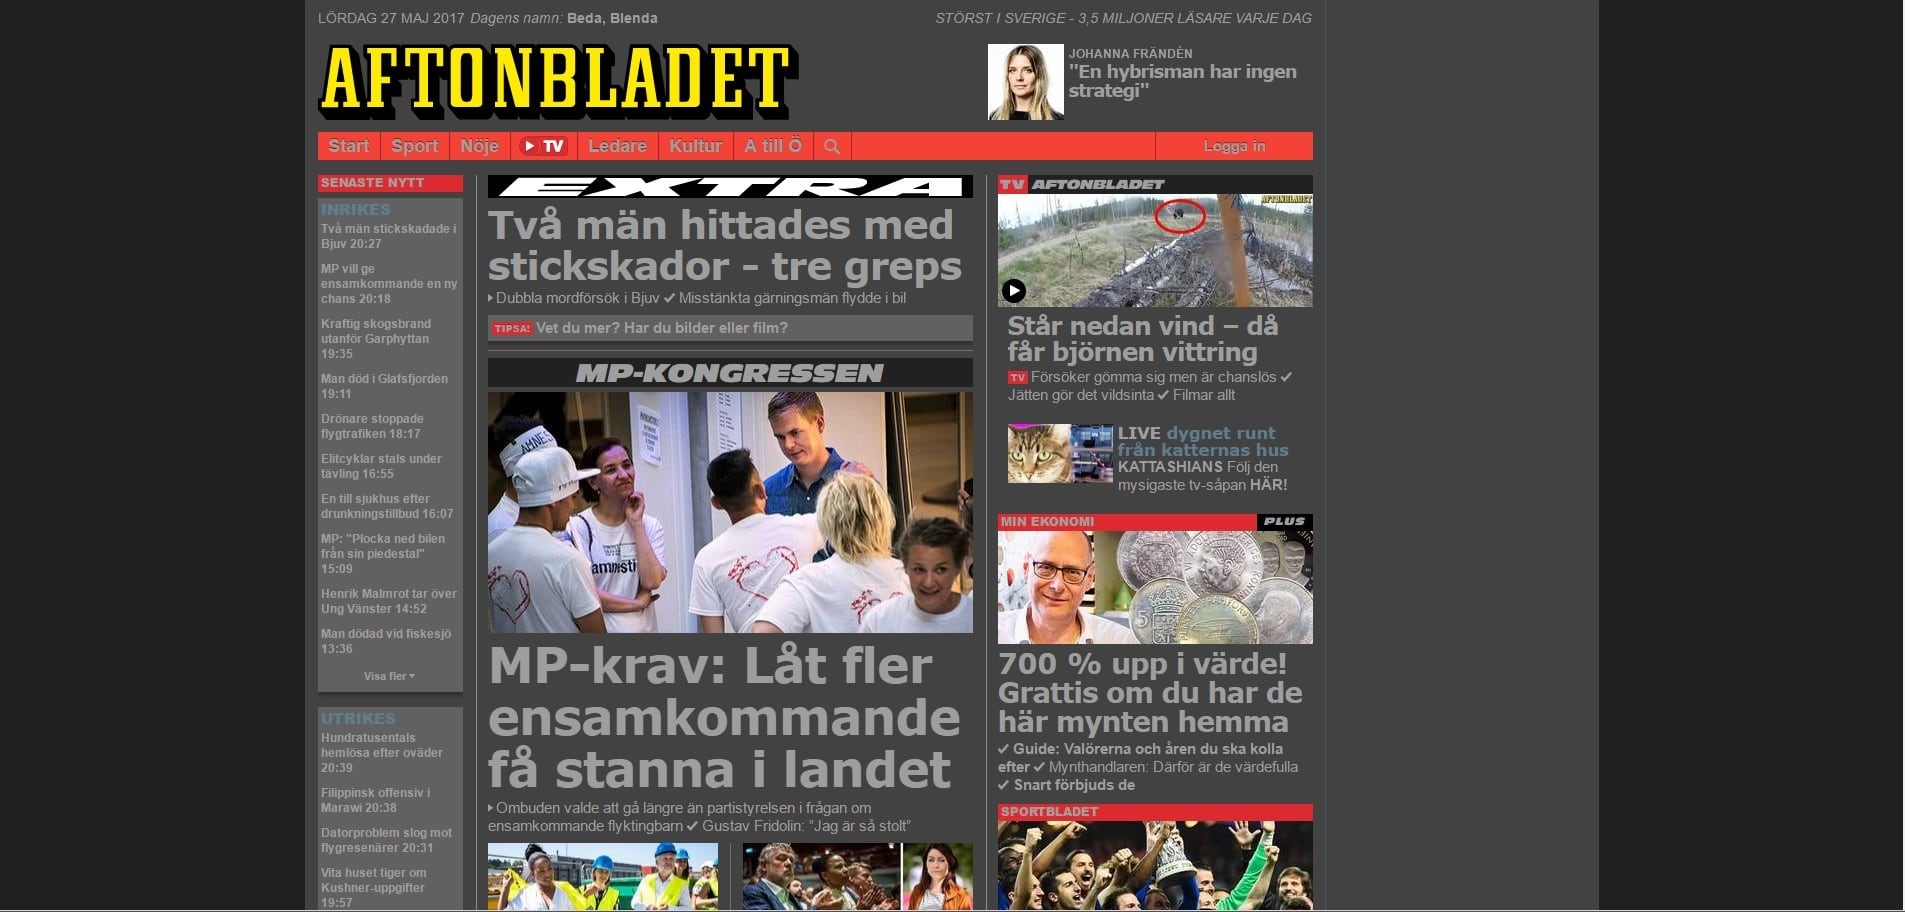 LÖRDAG 27 MAJ 2017 Dagens namn: Beda, Blenda
STÖRST I SVERIGE - 3,5 MILJONER LÄSARE VARJE DAG
AFTONBLADET
JOHANNA FRÄNDÉN
"En hybrisman har ingen
strategi"
Start Sport Nöje TV Ledare Kultur A till Ö Logga in
SENASTE NYTT
INRIKES
Två män stickskadade i
Bjuv 20:27
MP vill ge
ensamkommande en ny
chans 20:18
Kraftig skogsbrand
utanför Garphyttan
19:35
Man död i Glafsfjorden
19:11
Drönare stoppade
flygtrafiken 18:17
Elitcyklar stals under
tävling 16:55
En till sjukhus efter
drunkningstillbud 16:07
MP: "Plocka ned bilen
från sin piedestal"
15:09
Henrik Malmrot tar över
Ung Vänster 14:52
Man dödad vid fiskesjö
13:36
Visa fler
UTRIKES
Hundratusentals
hemlösa efter oväder
20:39
Filippinsk offensiv i
Marawi 20:38
Datorproblem slog mot
flygresenärer 20:31
Vita huset tiger om
Kushner-uppgifter
19:57
EXTRA
Två män hittades med
stickskador - tre greps
Dubbla mordförsök i Bjuv ✔ Misstänkta gärningsmän flydde i bil
TIPSA! Vet du mer? Har du bilder eller film?
MP-KONGRESSEN
AMNES
amnesti
MP-krav: Låt fler
ensamkommande
få stanna i landet
Ombuden valde att gå längre än partistyrelsen i frågan om
ensamkommande flyktingbarn ✔ Gustav Fridolin: "Jag är så stolt"
TV AFTONBLADET
AFTONBLADET
Står nedan vind – då
får björnen vittring
TV Försöker gömma sig men är chanslös ✔
Jätten gör det vildsinta ✔ Filmar allt
LIVE dygnet runt
från katternas hus
KATTASHIANS Följ den
mysigaste tv-såpan HÄR!
MIN EKONOMI PLUS
700 % upp i värde!
Grattis om du har de
här mynten hemma
✔ Guide: Valörerna och åren du ska kolla
efter ✔ Mynthandlaren: Därför är de värdefulla
✔ Snart förbjuds de
SPORTBLADET